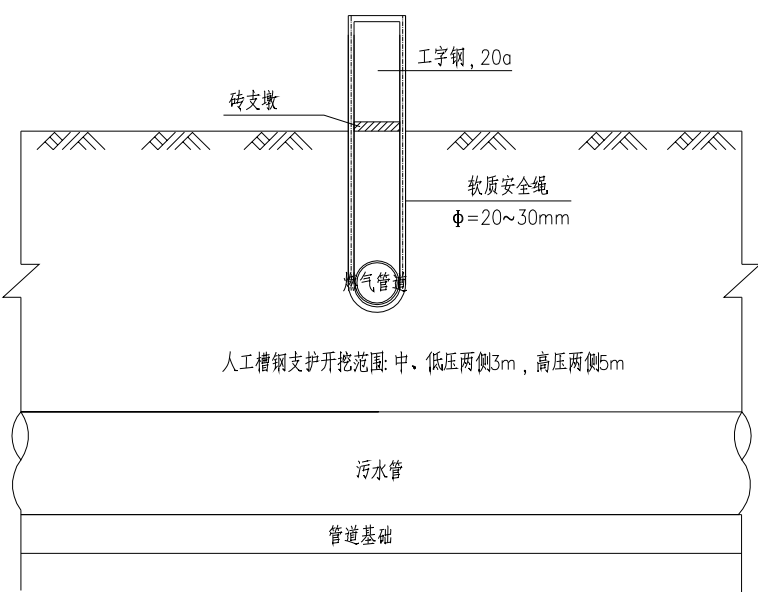 工字钢，20a
砖支墩
软质安全绳
Φ=20~30mm
燃气管道
人工槽钢支护开挖范围:中、低压两侧3m，高压两侧5m
污水管
管道基础